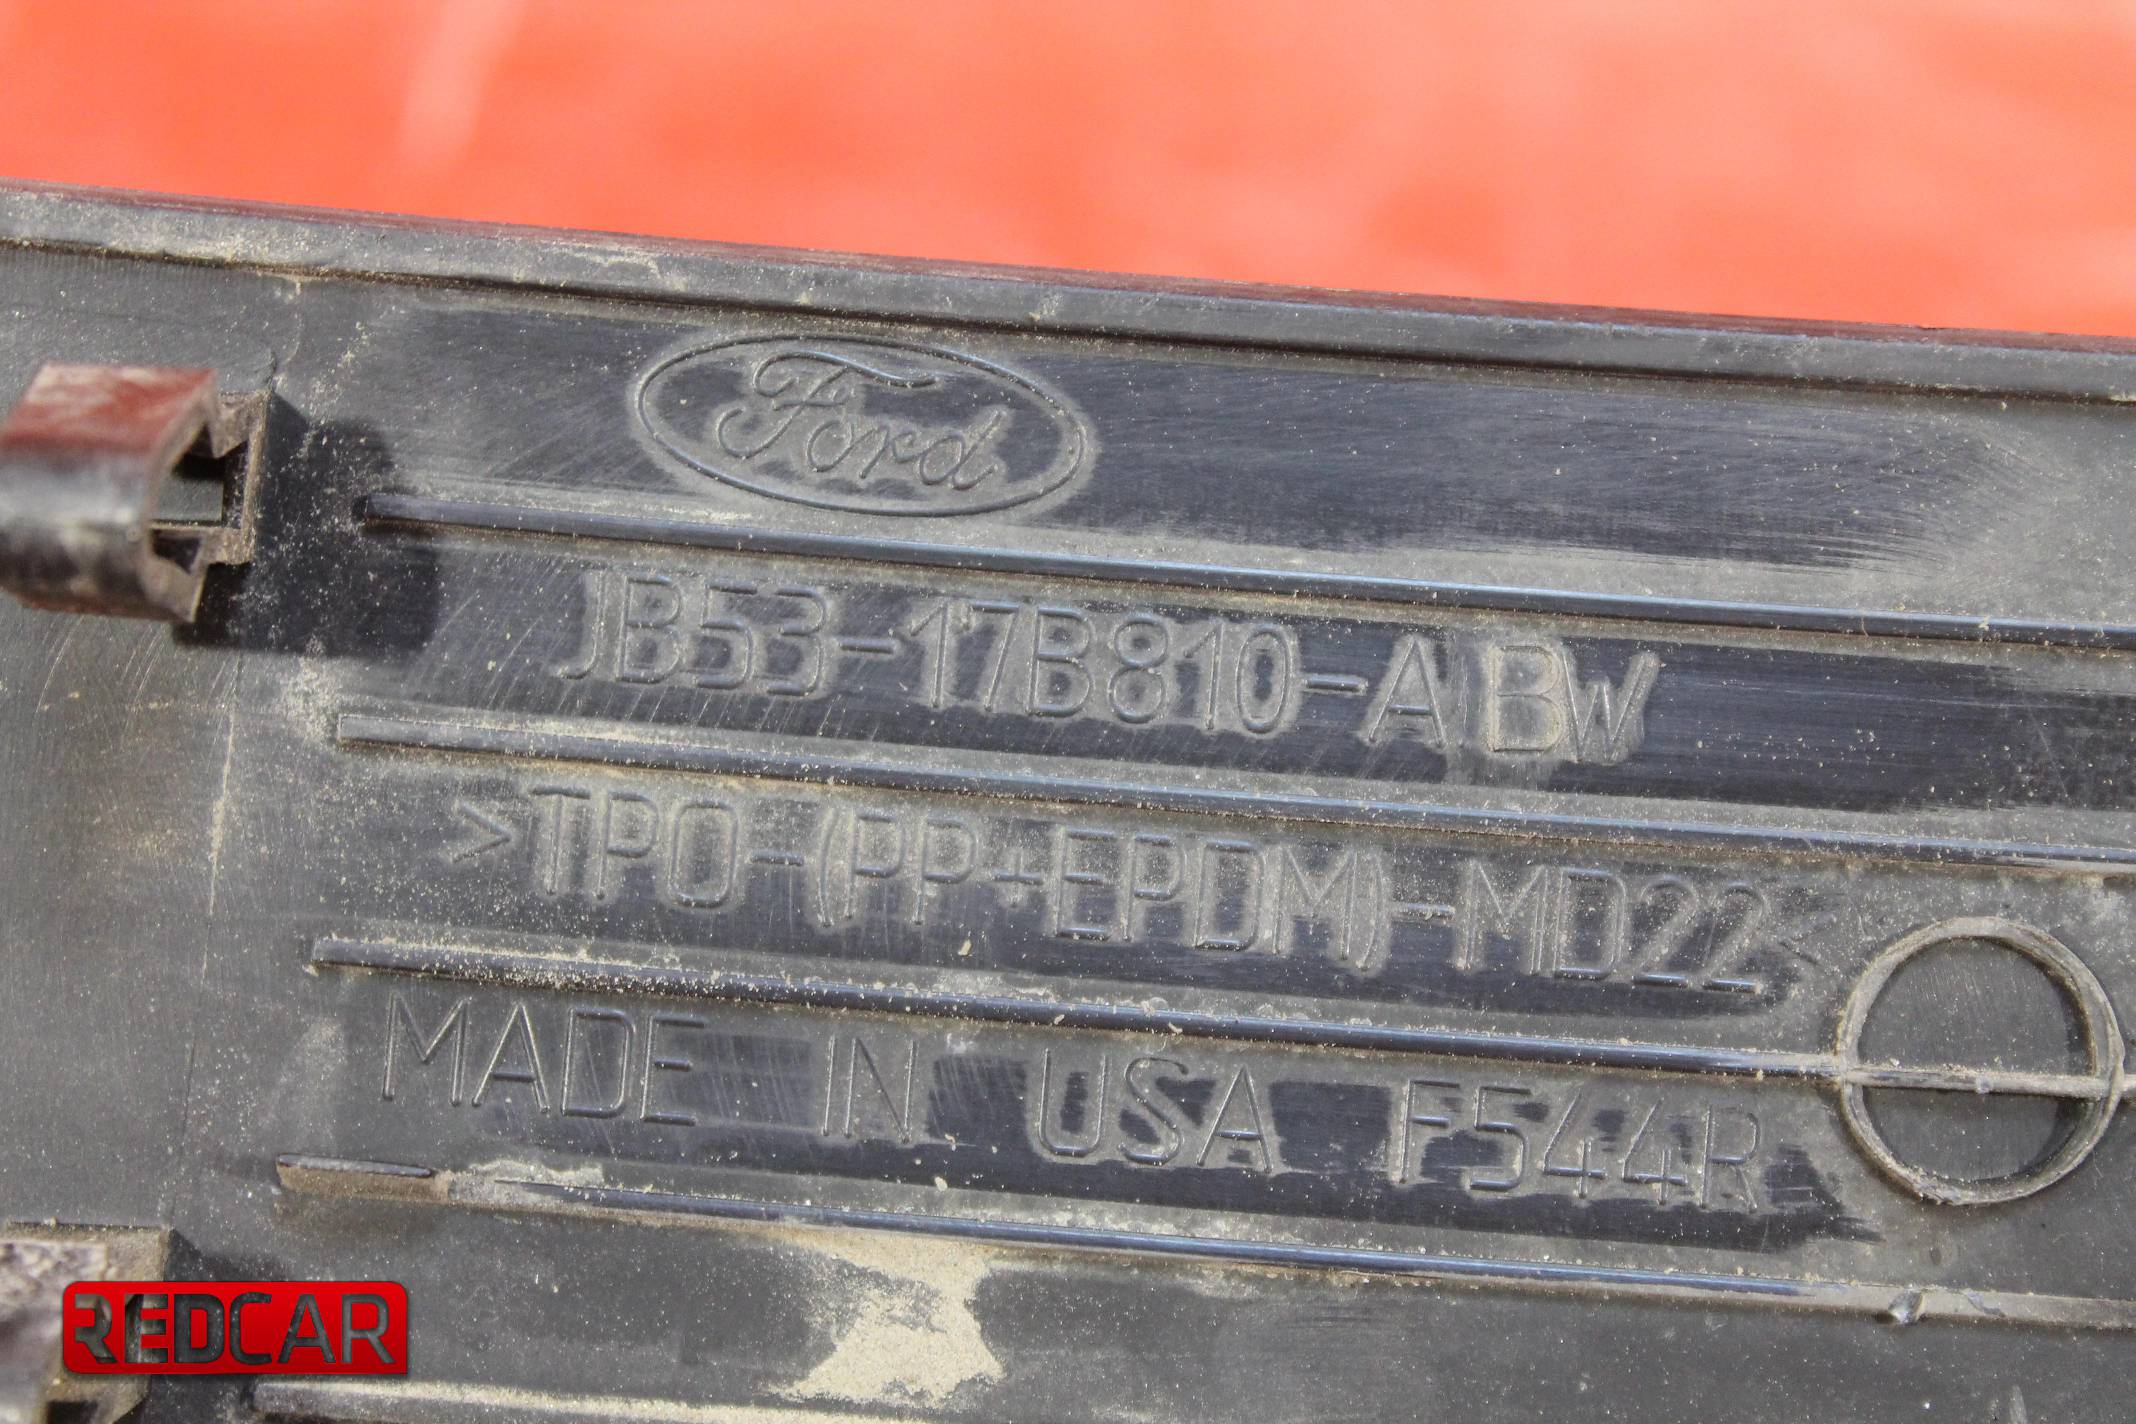 Ford
JB53-17B810-ABW
>TPO-(PP+EPDM)-MD22<
MADE IN USA F544R
REDCAR